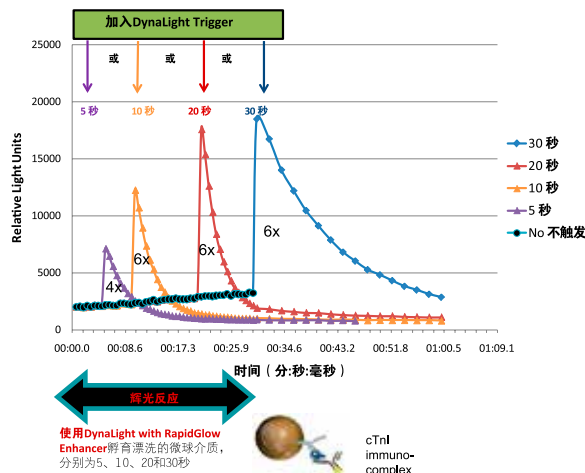 加入DynaLight Trigger
25000
20000
15000
10000
5000
0
Relative Light Units
或
或
或
5 秒
10 秒
20 秒
30 秒
4x
6x
6x
6x
30 秒
20 秒
10 秒
5 秒
No 不触发
00:00.0
00:08.6
00:17.3
00:25.9
00:34.6
00:43.2
00:51.8
01:00.5
01:09.1
时间（分:秒:毫秒）
辉光反应
使用DynaLight with RapidGlow
Enhancer孵育漂洗的微球介质，
分别为5、10、20和30秒
cTnI
immuno-
complex